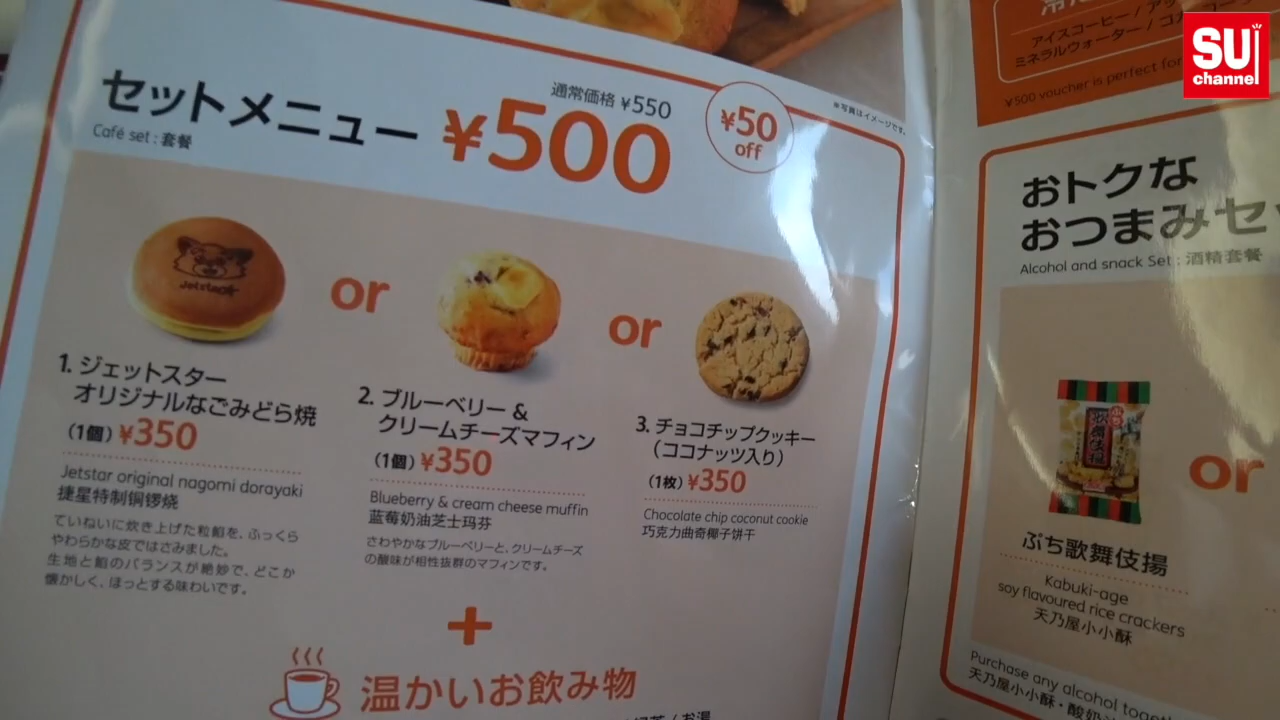 SUi
channel
セットメニュー
Café set : 套餐
通常価格 ¥550
¥500
¥50
off
※写真はイメージです。
Jetstar
or
or
1. ジェットスター
オリジナルなごみどら焼
(1個) ¥350
Jetstar original nagomi dorayaki
捷星特制铜锣烧
ていねいに炊き上げた粒餡を、ふっくら
やわらかな皮ではさみました。
生地と餡のバランスが絶妙で、どこか
懐かしく、ほっとする味わいです。
2. ブルーベリー &
クリームチーズマフィン
(1個) ¥350
Blueberry & cream cheese muffin
蓝莓奶油芝士玛芬
さわやかなブルーベリーと、クリームチーズ
の酸味が相性抜群のマフィンです。
3. チョコチップクッキー
(ココナッツ入り)
(1枚) ¥350
Chocolate chip coconut cookie
巧克力曲奇椰子饼干
+
温かいお飲み物
/ お湯
アイスコーヒー /
ミネラルウォーター /
¥500 voucher is perfect for
おトクな
おつまみセッ
Alcohol and snack Set : 酒精套餐
歌舞伎揚
or
ぷち歌舞伎揚
Kabuki-age
soy flavoured rice crackers
天乃屋小小酥
Purchase any alcohol
天乃屋小小酥・酸奶